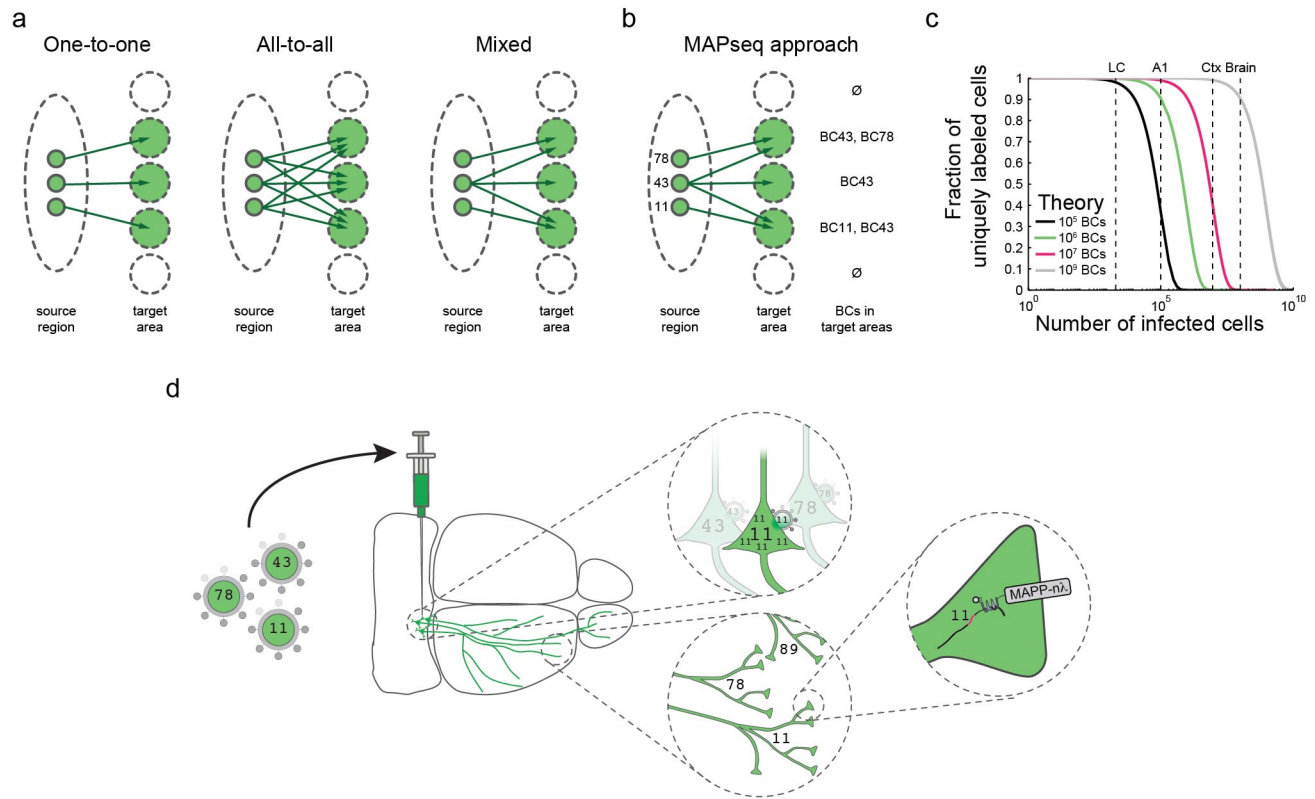 a
One-to-one
All-to-all
Mixed
source
region
target
area
source
region
target
area
source
region
target
area
b
MAPseq approach
78
43
11
Ø
BC43, BC78
BC43
BC11, BC43
Ø
source
region
target
area
BCs in
target areas
c
LC A1 Ctx Brain
Fraction of
uniquely labeled cells
1
0.9
0.8
0.7
0.6
0.5
0.4
0.3
0.2
0.1
0
Theory
10⁵ BCs
10⁶ BCs
10⁷ BCs
10⁹ BCs
10⁰ 10⁵ 10¹⁰
Number of infected cells
d
43
78
11
43 43
11 11
11
11 11 11
11
78 78
89
78
11
11
MAPP-nλ